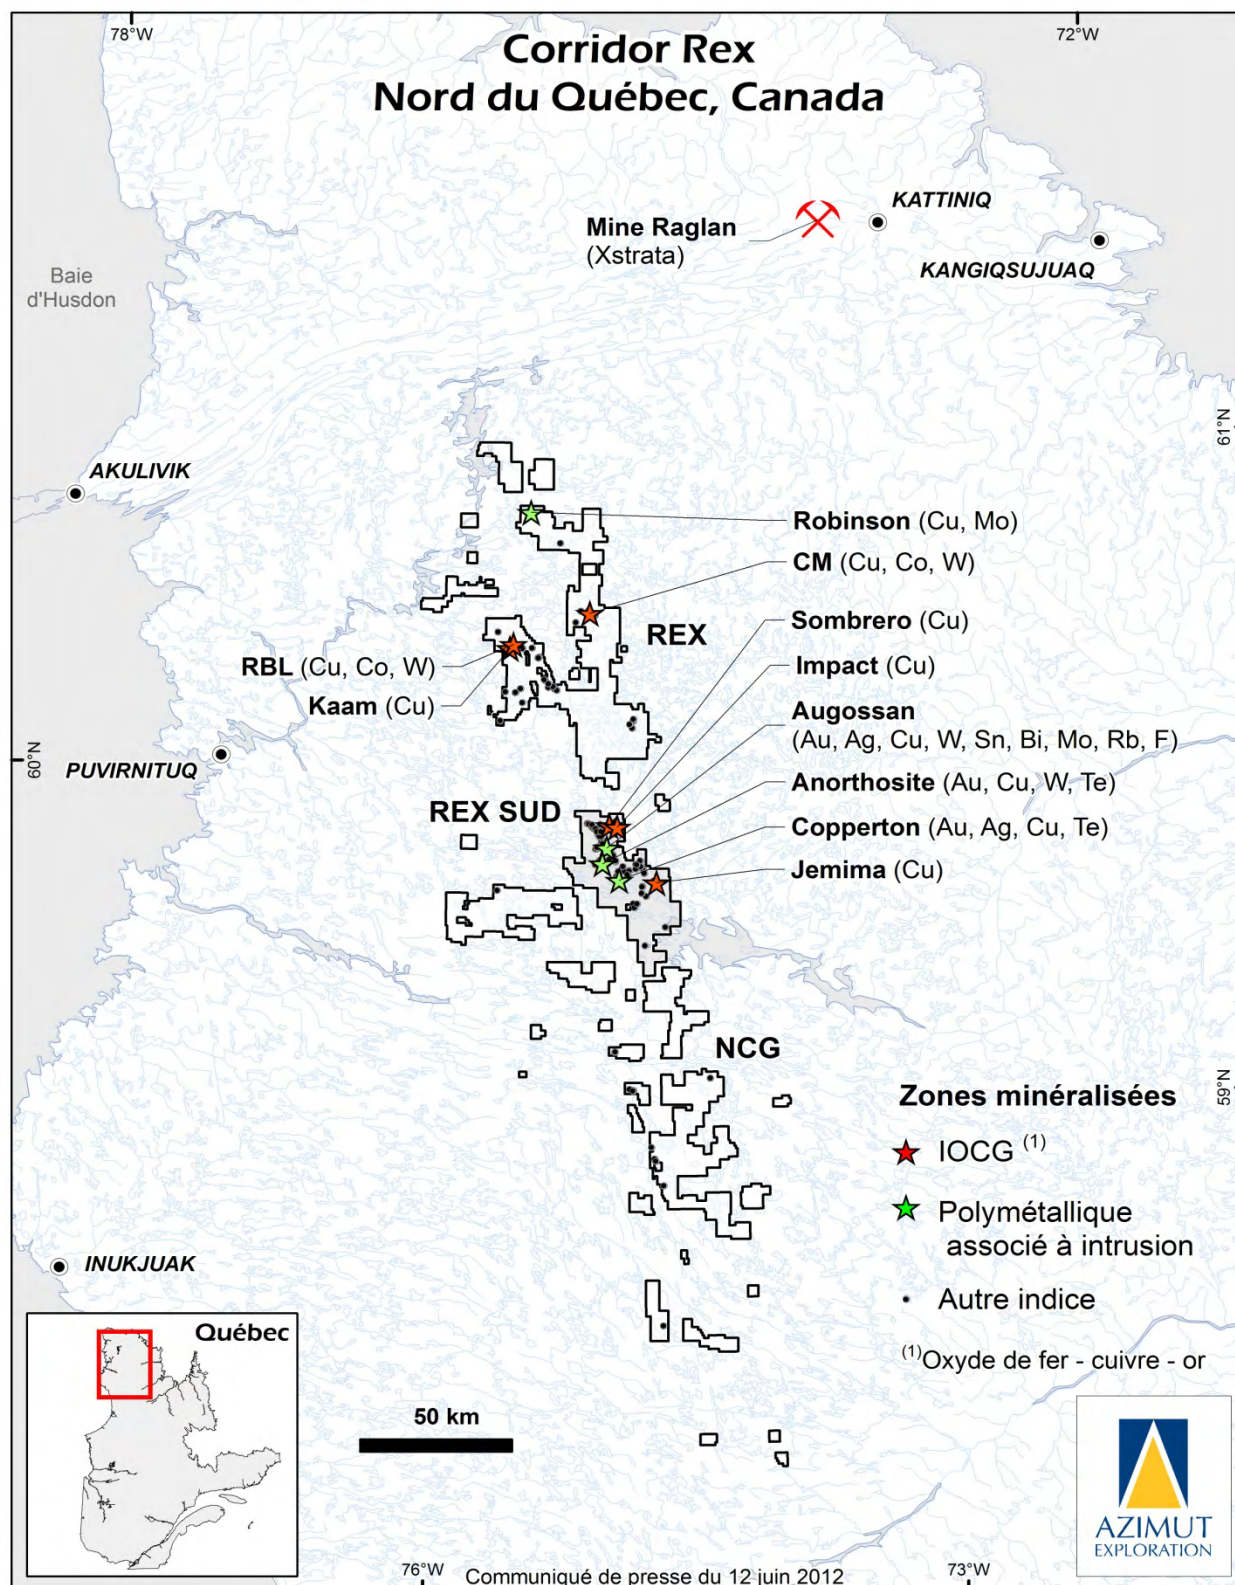 78°W
72°W
Corridor Rex
Nord du Québec, Canada
KATTINIQ
Mine Raglan
(Xstrata)
KANGIQSUJUAQ
Baie
d'Husdon
61°N
AKULIVIK
Robinson (Cu, Mo)
CM (Cu, Co, W)
Sombrero (Cu)
REX
RBL (Cu, Co, W)
Impact (Cu)
Kaam (Cu)
Augossan
(Au, Ag, Cu, W, Sn, Bi, Mo, Rb, F)
60°N
PUVIRNITUQ
Anorthosite (Au, Cu, W, Te)
REX SUD
Copperton (Au, Ag, Cu, Te)
Jemima (Cu)
NCG
59°N
Zones minéralisées
IOCG (1)
Polymétallique
associé à intrusion
INUKJUAK
Autre indice
Québec
(1)Oxyde de fer - cuivre - or
50 km
AZIMUT
EXPLORATION
76°W
73°W
Communiqué de presse du 12 juin 2012